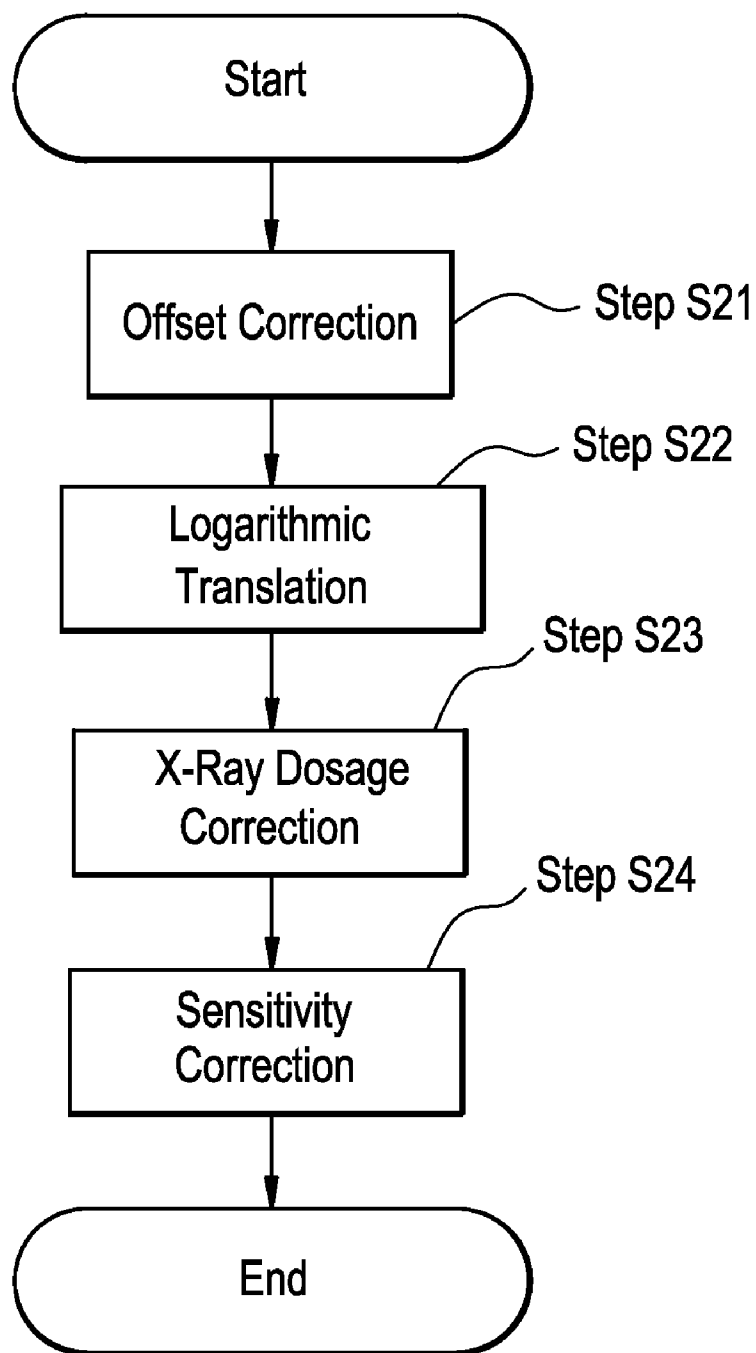 Start
Offset Correction
Step S21
Step S22
Logarithmic
Translation
Step S23
X-Ray Dosage
Correction
Step S24
Sensitivity
Correction
End